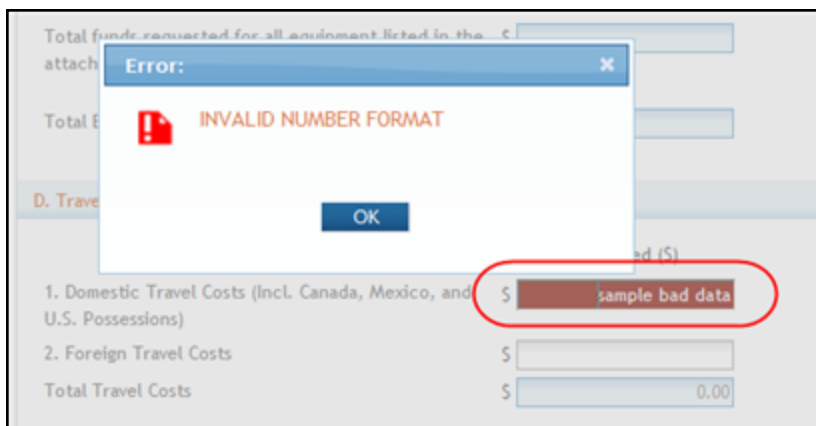 Total funds requested for all equipment listed in the $
attach
Error:
INVALID NUMBER FORMAT
Total E
OK
D. Trave
ed ($)
1. Domestic Travel Costs (Incl. Canada, Mexico, and $ sample bad data
U.S. Possessions)
2. Foreign Travel Costs $
Total Travel Costs $ 0.00